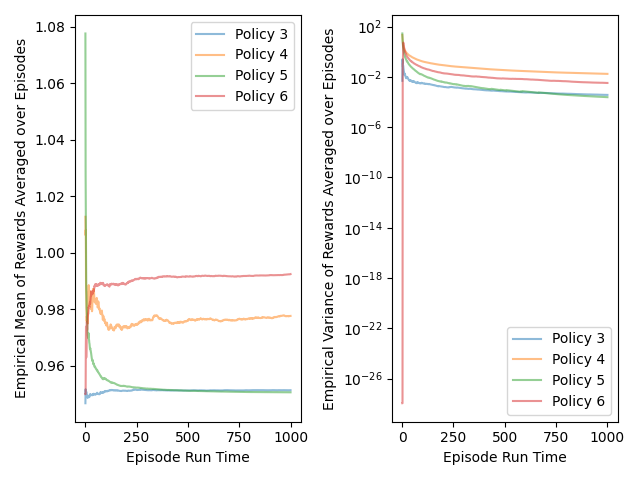 Empirical Mean of Rewards Averaged over Episodes
1.08
1.06
1.04
1.02
1.00
0.98
0.96
Policy 3
Policy 4
Policy 5
Policy 6
0
250
500
750
1000
Episode Run Time
Empirical Variance of Rewards Averaged over Episodes
10^2
10^−2
10^−6
10^−10
10^−14
10^−18
10^−22
10^−26
Policy 3
Policy 4
Policy 5
Policy 6
0
250
500
750
1000
Episode Run Time